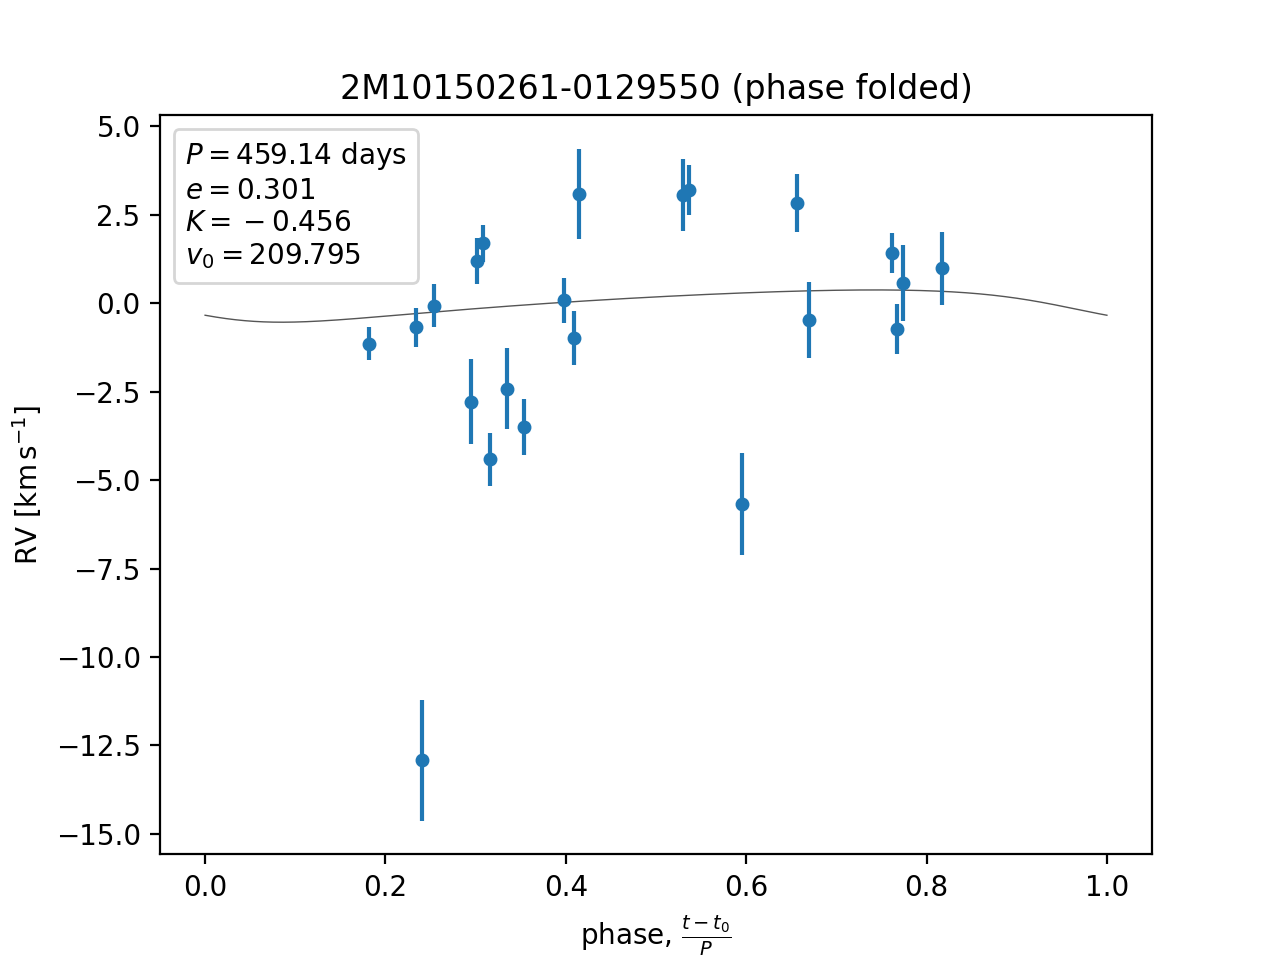 2M10150261-0129550 (phase folded)
P = 459.14 days
e = 0.301
K = −0.456
v₀ = 209.795
RV [km s⁻¹]
5.0
2.5
0.0
−2.5
−5.0
−7.5
−10.0
−12.5
−15.0
0.0 0.2 0.4 0.6 0.8 1.0
phase, (t − t₀)/P